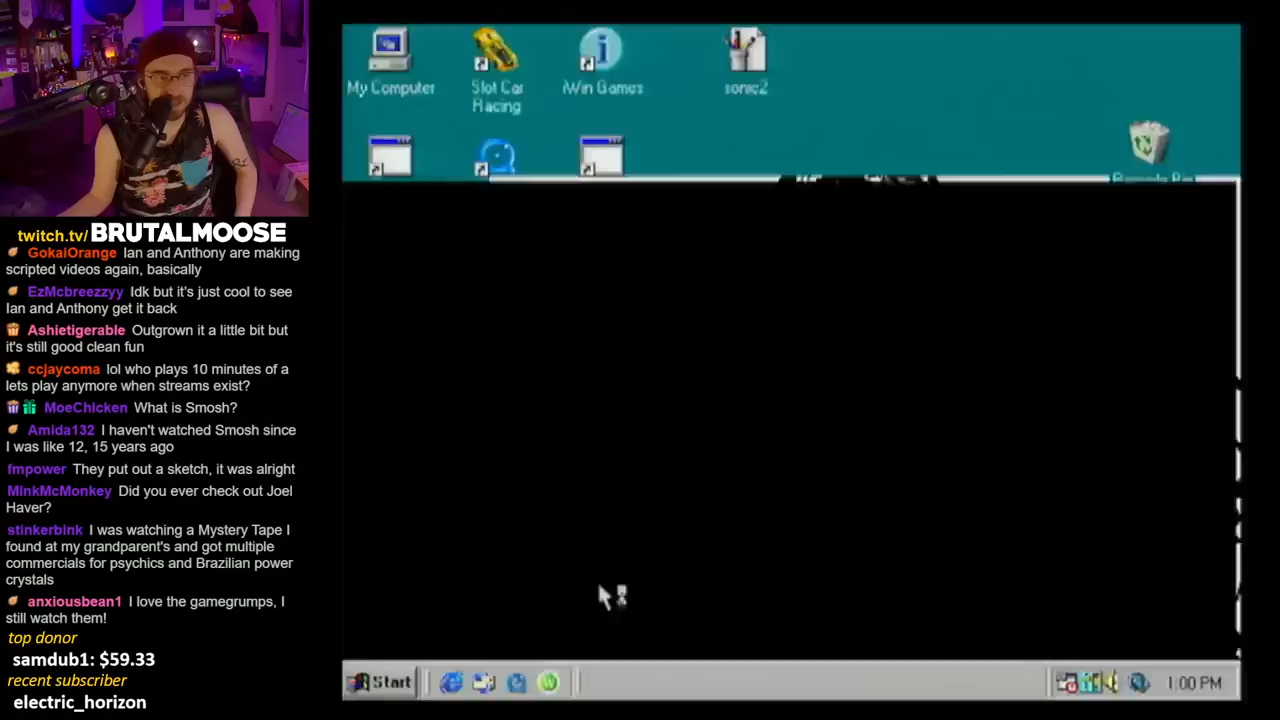 twitch.tv/BRUTALMOOSE
GokaiOrange Ian and Anthony are making
scripted videos again, basically
EzMcbreezzyy Idk but it's just cool to see
Ian and Anthony get it back
Ashietigerable Outgrown it a little bit but
it's still good clean fun
ccjaycoma lol who plays 10 minutes of a
lets play anymore when streams exist?
MoeChicken What is Smosh?
Amida132 I haven't watched Smosh since
I was like 12, 15 years ago
fmpower They put out a sketch, it was alright
MinkMcMonkey Did you ever check out Joel
Haver?
stinkerbink I was watching a Mystery Tape I
found at my grandparent's and got multiple
commercials for psychics and Brazilian power
crystals
anxiousbean1 I love the gamegrumps, I
still watch them!
top donor
samdub1: $59.33
recent subscriber
electric_horizon
My Computer
Slot Car
Racing
iWin Games
sonic2
Start
1:00 PM